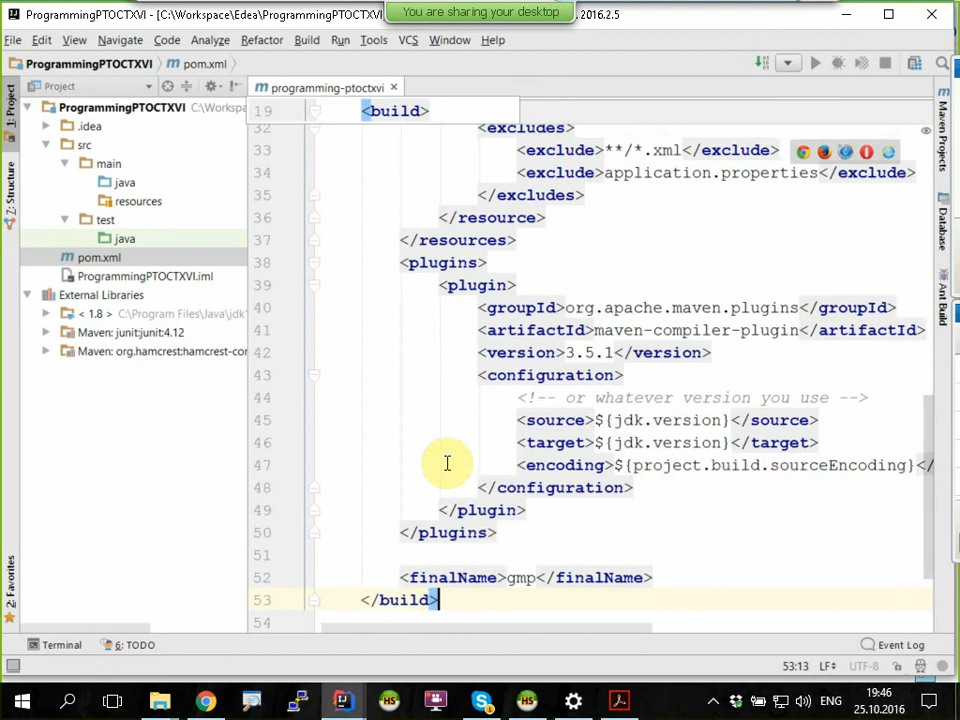 You are sharing your desktop
ProgrammingPTOCTXVI - [C:\Workspace\Edea\ProgrammingPTOCTXVI
2016.2.5
File Edit View Navigate Code Analyze Refactor Build Run Tools VCS Window Help
ProgrammingPTOCTXVI pom.xml
Project
programming-ptoctxvi
1: Project
7: Structure
2: Favorites
ProgrammingPTOCTXVI
.idea
src
main
java
resources
test
java
pom.xml
ProgrammingPTOCTXVI.iml
External Libraries
< 1.8 > C:\Program Files\Java\jdk
Maven: junit:junit:4.12
Maven: org.hamcrest:hamcrest-cor
19 <build>
32 <excludes>
33 <exclude>**/*.xml</exclude>
34 <exclude>application.properties</exclude>
35 </excludes>
36 </resource>
37 </resources>
38 <plugins>
39 <plugin>
40 <groupId>org.apache.maven.plugins</groupId>
41 <artifactId>maven-compiler-plugin</artifactId>
42 <version>3.5.1</version>
43 <configuration>
44 <!-- or whatever version you use -->
45 <source>${jdk.version}</source>
46 <target>${jdk.version}</target>
47 <encoding>${project.build.sourceEncoding}</
48 </configuration>
49 </plugin>
50 </plugins>
51
52 <finalName>gmp</finalName>
53 </build>
54
Maven Projects
Database
Ant Build
Terminal 6: TODO Event Log
53:13 LF UTF-8
ENG 19:46
25.10.2016